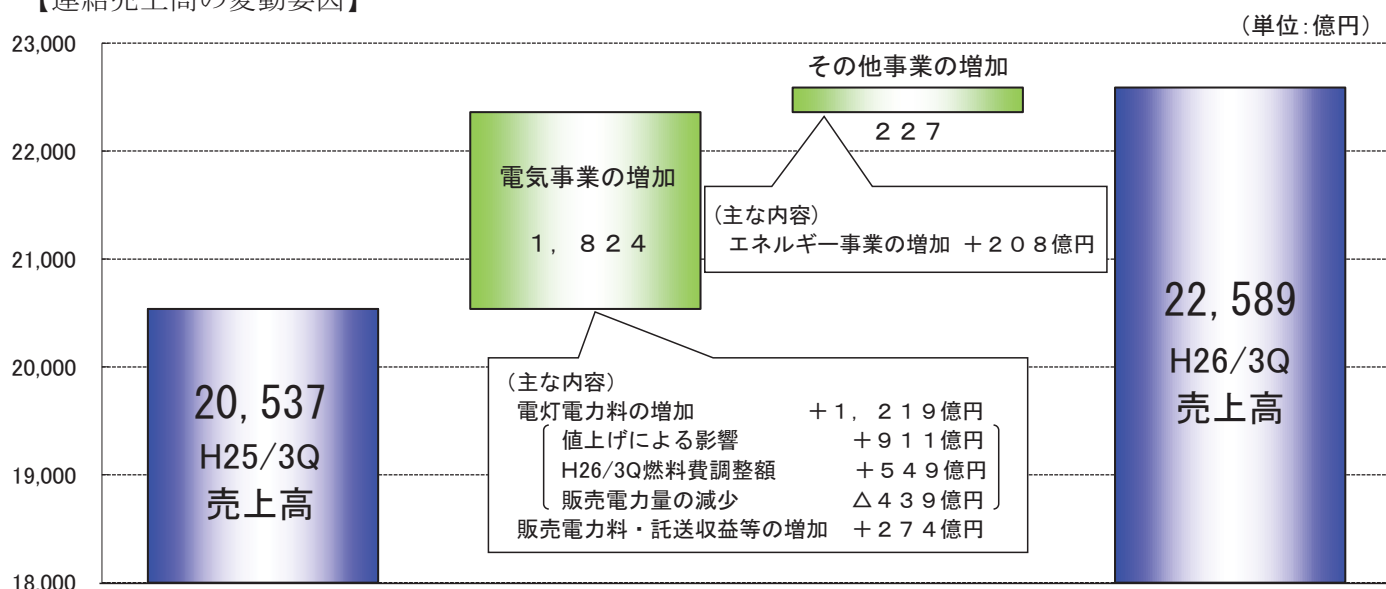 【連結売上高の変動要因】
（単位：億円）
23,000
22,000
21,000
20,000
19,000
18,000
20,537
H25/3Q
売上高
電気事業の増加
１，８２４
（主な内容）
電灯電力料の増加 ＋１，２１９億円
値上げによる影響 ＋９１１億円
H26/3Q燃料費調整額 ＋５４９億円
販売電力量の減少 △４３９億円
販売電力料・託送収益等の増加 ＋２７４億円
その他事業の増加
２２７
（主な内容）
エネルギー事業の増加 ＋２０８億円
22,589
H26/3Q
売上高